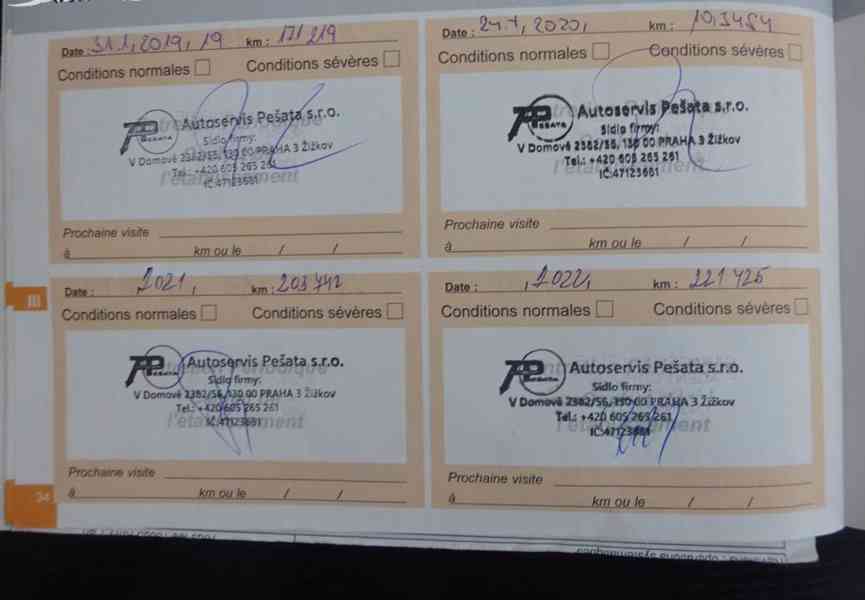 Date : 31.1, 2019, 19 km : 171 219
Conditions normales Conditions sévères
Autoservis Pešata s.r.o.
Sídlo firmy:
V Domově 2382/56, 130 00 PRAHA 3 Žižkov
Tel.: +420 605 265 261
IČ:47123681
l'établissement
Prochaine visite
à km ou le / /
Date : 2020, km :
Conditions normales Conditions sévères
Autoservis Pešata s.r.o.
Sídlo firmy:
V Domově 2382/56, 130 00 PRAHA 3 Žižkov
Tel.: +420 605 265 261
IČ:47123681
l'établissement
Prochaine visite
à km ou le / /
Date : 2021, km : 203 742
Conditions normales Conditions sévères
Autoservis Pešata s.r.o.
Sídlo firmy:
V Domově 2382/56, 130 00 PRAHA 3 Žižkov
Tel.: +420 605 265 261
IČ:47123681
l'établissement
Prochaine visite
à km ou le / /
Date : 2022, km : 221 425
Conditions normales Conditions sévères
Autoservis Pešata s.r.o.
Sídlo firmy:
V Domově 2382/56, 130 00 PRAHA 3 Žižkov
Tel.: +420 605 265 261
IČ:47123681
l'établissement
Prochaine visite
à km ou le / /
34